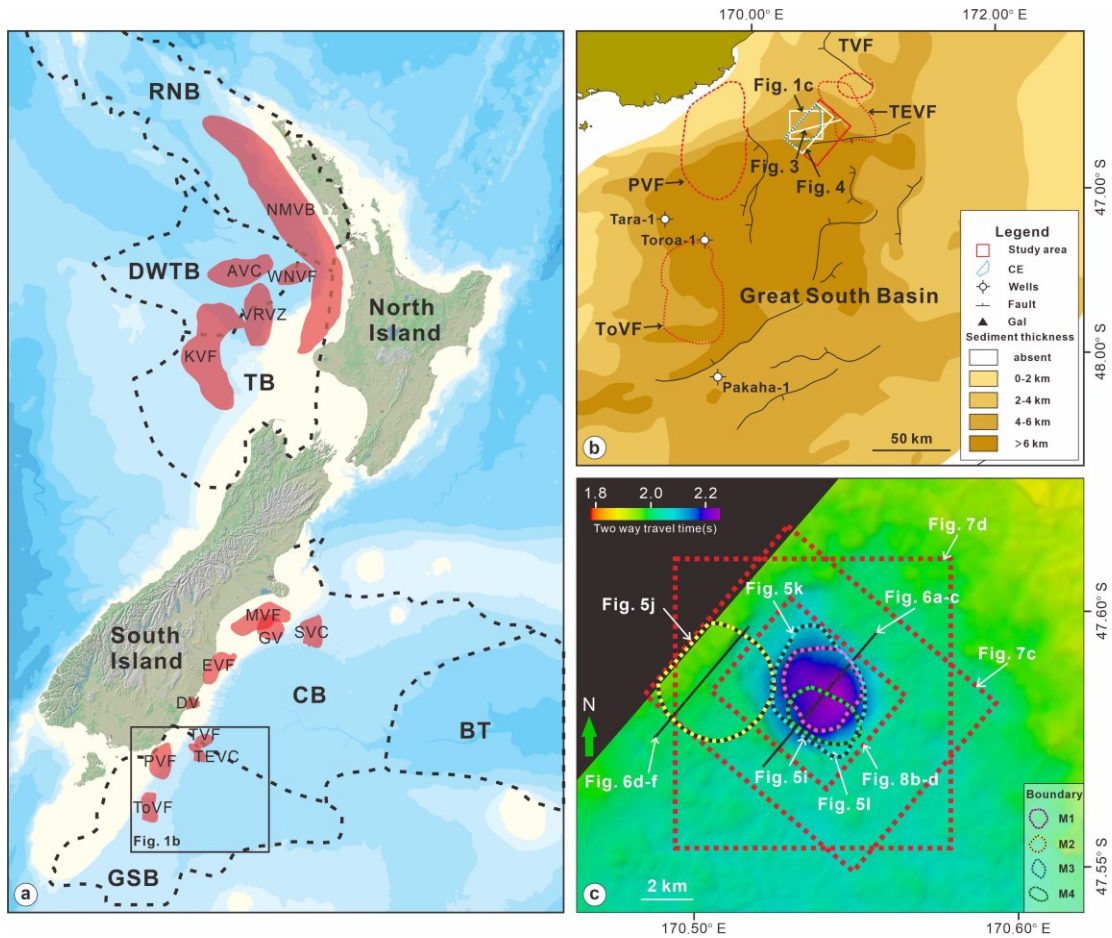 RNB
NMVB
DWTB
AVC
WNVF
VRVZ
KVF
North
Island
TB
South
Island
MVF
GV
SVC
EVF
DV
CB
BT
TVF
TEVC
PVF
ToVF
Fig. 1b
GSB
a
170.00° E
172.00° E
TVF
Fig. 1c
TEVF
Fig. 3
Fig. 4
PVF
47.00° S
Tara-1
Toroa-1
Great South Basin
ToVF
48.00° S
Pakaha-1
50 km
Legend
Study area
CE
Wells
Fault
Gal
Sediment thickness
absent
0-2 km
2-4 km
4-6 km
>6 km
b
1.8
2.0
2.2
Two way travel time(s)
Fig. 7d
Fig. 5k
Fig. 6a-c
Fig. 5j
47.60° S
Fig. 7c
N
Fig. 6d-f
Fig. 5i
Fig. 5l
Fig. 8b-d
Boundary
M1
M2
M3
M4
47.55° S
2 km
c
170.50° E
170.60° E